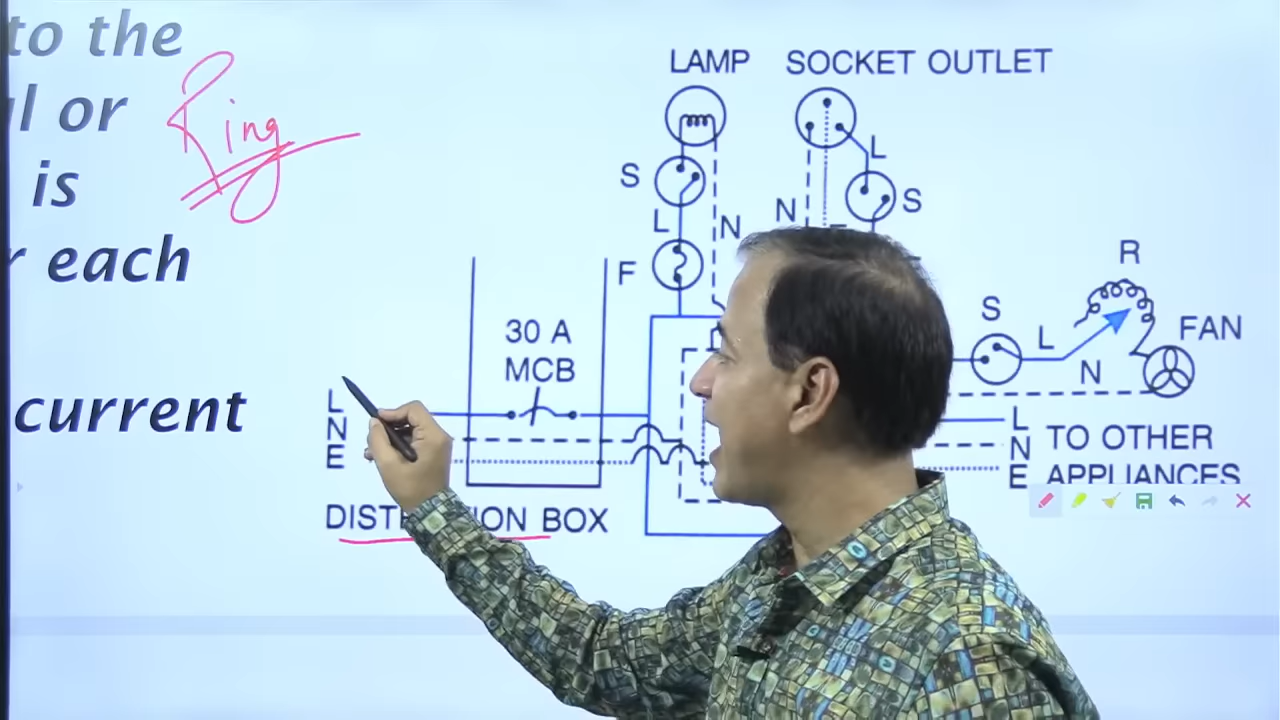 to the
l or
is
r each
current
Ring
LAMP SOCKET OUTLET
S
L
N
F
N
L
S
30 A
MCB
L
N
E
DIST ION BOX
S
L
R
N
FAN
L
N
E
TO OTHER
APPLIANCES